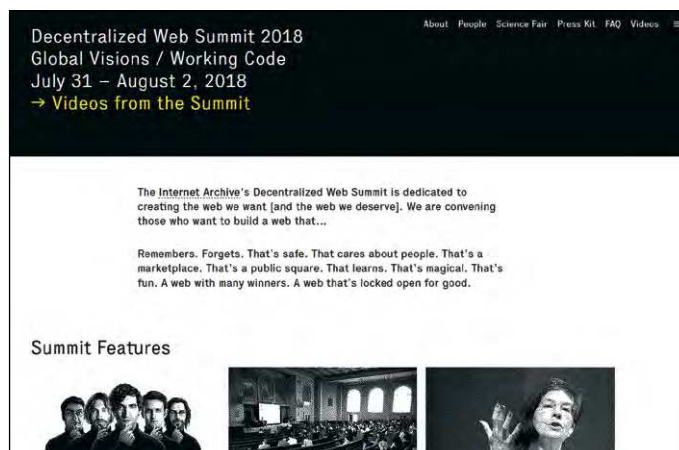 Decentralized Web Summit 2018
Global Visions / Working Code
July 31 – August 2, 2018
→ Videos from the Summit
About People Science Fair Press Kit FAQ Videos
The Internet Archive's Decentralized Web Summit is dedicated to
creating the web we want [and the web we deserve]. We are convening
those who want to build a web that...
Remembers. Forgets. That's safe. That cares about people. That's a
marketplace. That's a public square. That learns. That's magical. That's
fun. A web with many winners. A web that's locked open for good.
Summit Features